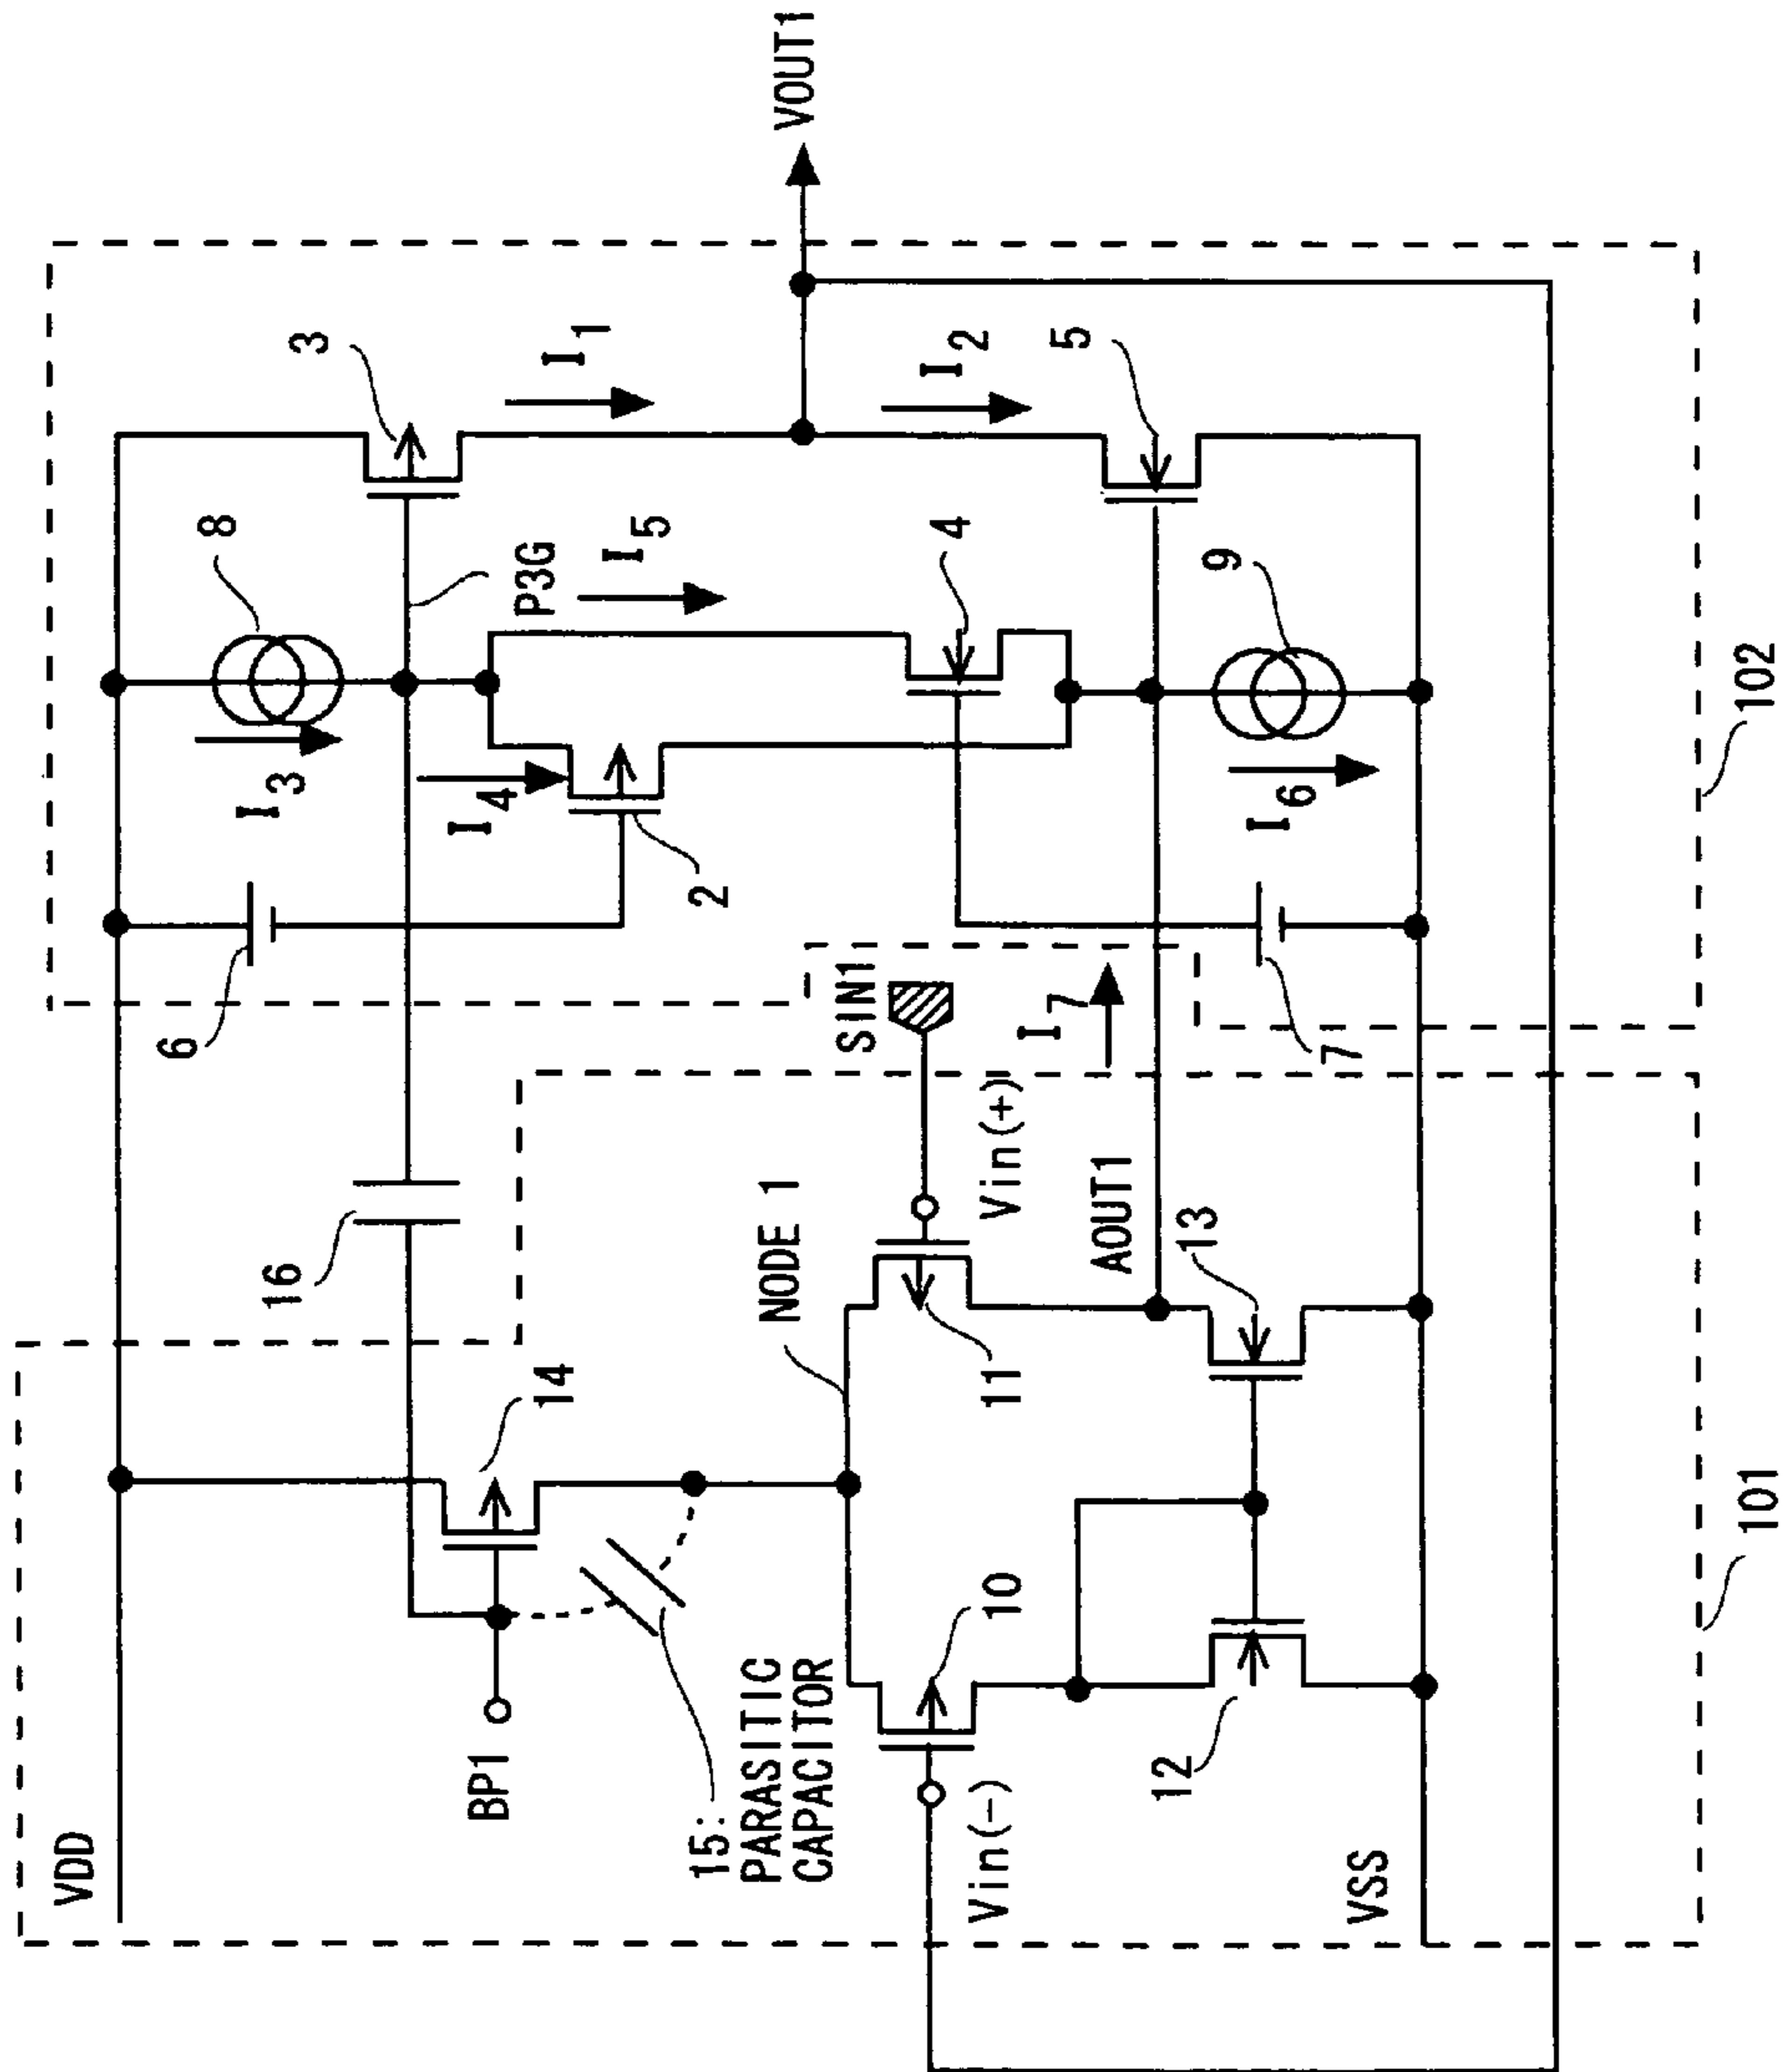 VOUT1
3
I1
I2
5
8
I5
P3G
4
9
I3
I4
I6
2
102
6
SIN1
I7
7
16
NODE 1
Vin(+)
AOUT1
13
14
11
101
BP1
10
15:
PARASITIC
CAPACITOR
12
VDD
Vin(-)
VSS